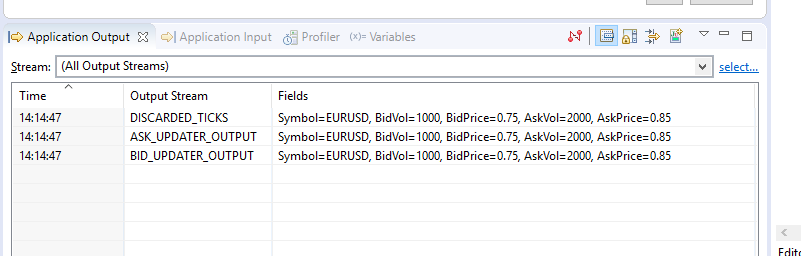 Application Output Application Input Profiler (x)= Variables
Stream: (All Output Streams) select...
Time Output Stream Fields
14:14:47 DISCARDED_TICKS Symbol=EURUSD, BidVol=1000, BidPrice=0.75, AskVol=2000, AskPrice=0.85
14:14:47 ASK_UPDATER_OUTPUT Symbol=EURUSD, BidVol=1000, BidPrice=0.75, AskVol=2000, AskPrice=0.85
14:14:47 BID_UPDATER_OUTPUT Symbol=EURUSD, BidVol=1000, BidPrice=0.75, AskVol=2000, AskPrice=0.85